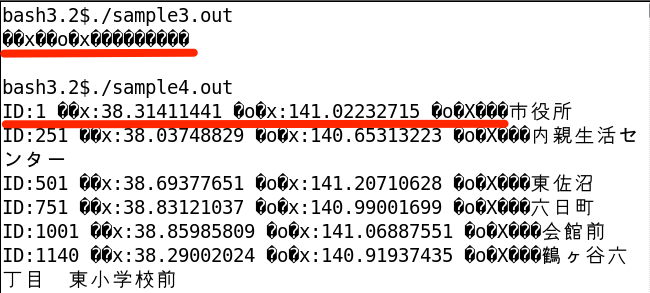 bash3.2$./sample3.out
��x��o�x���������

bash3.2$./sample4.out
ID:1 ��x:38.31411441 �o�x:141.02232715 �o�X���市役所
ID:251 ��x:38.03748829 �o�x:140.65313223 �o�X���内親生活セ
ンター
ID:501 ��x:38.69377651 �o�x:141.20710628 �o�X���東佐沼
ID:751 ��x:38.83121037 �o�x:140.99001699 �o�X���六日町
ID:1001 ��x:38.85985809 �o�x:141.06887551 �o�X���会館前
ID:1140 ��x:38.29002024 �o�x:140.91937435 �o�X���鶴ヶ谷六
丁目　東小学校前